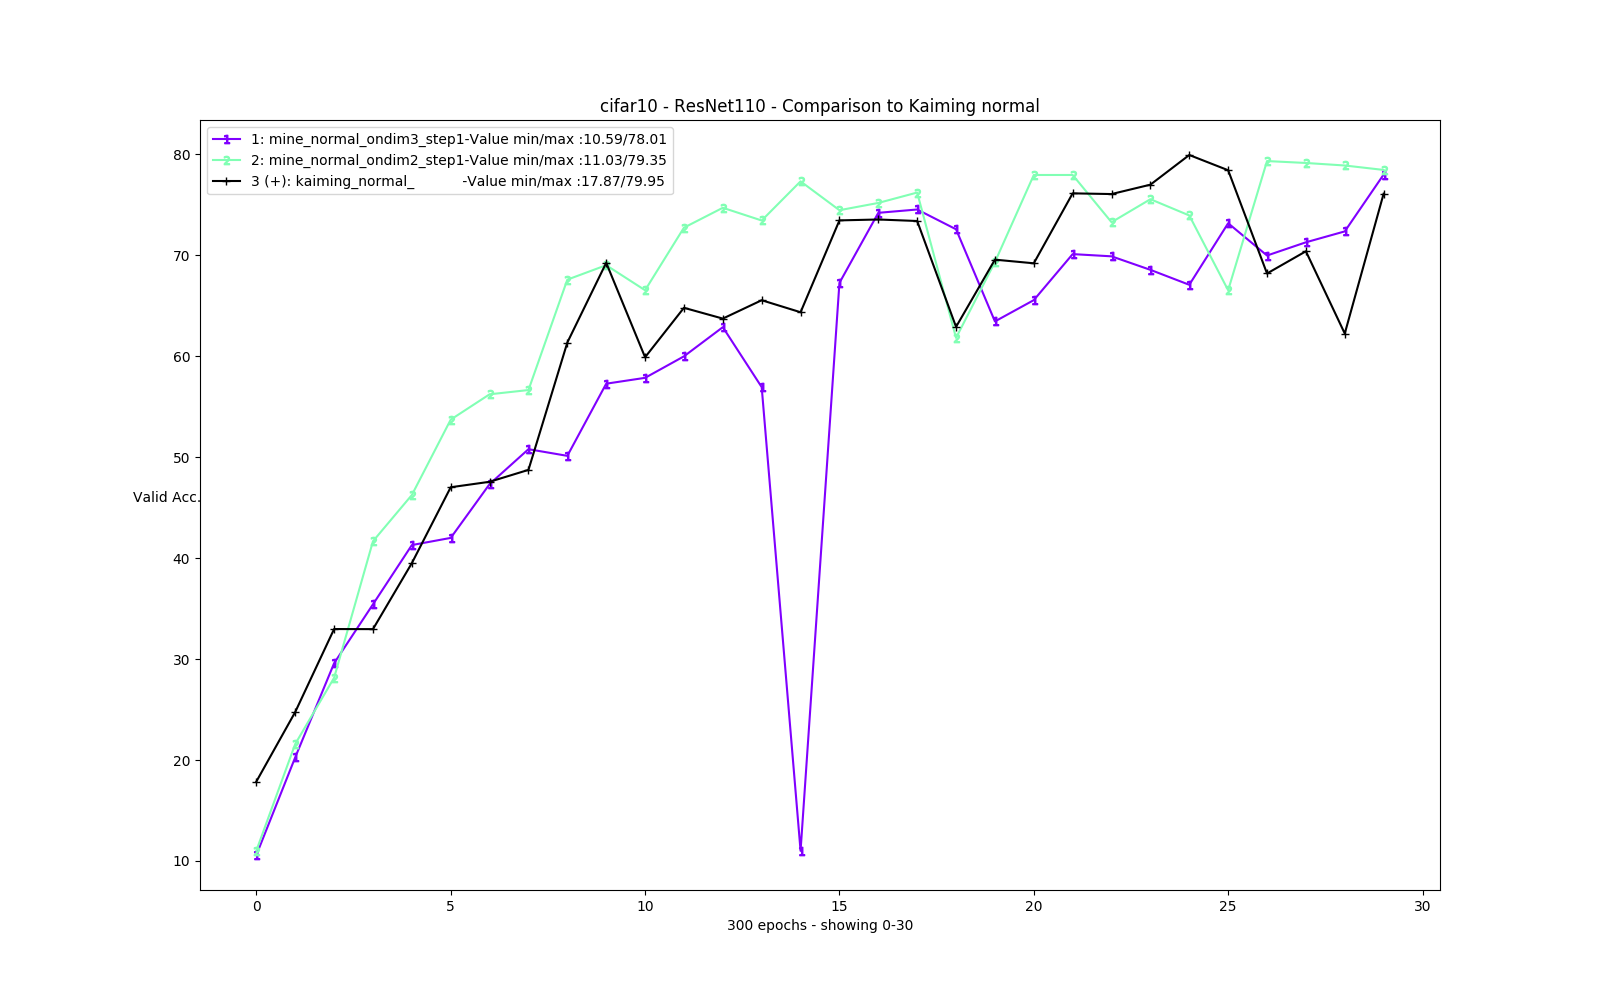 cifar10 - ResNet110 - Comparison to Kaiming normal
1: mine_normal_ondim3_step1-Value min/max :10.59/78.01
2: mine_normal_ondim2_step1-Value min/max :11.03/79.35
3 (+): kaiming_normal_ -Value min/max :17.87/79.95
80
70
60
50
Valid Acc.
40
30
20
10
0 5 10 15 20 25 30
300 epochs - showing 0-30